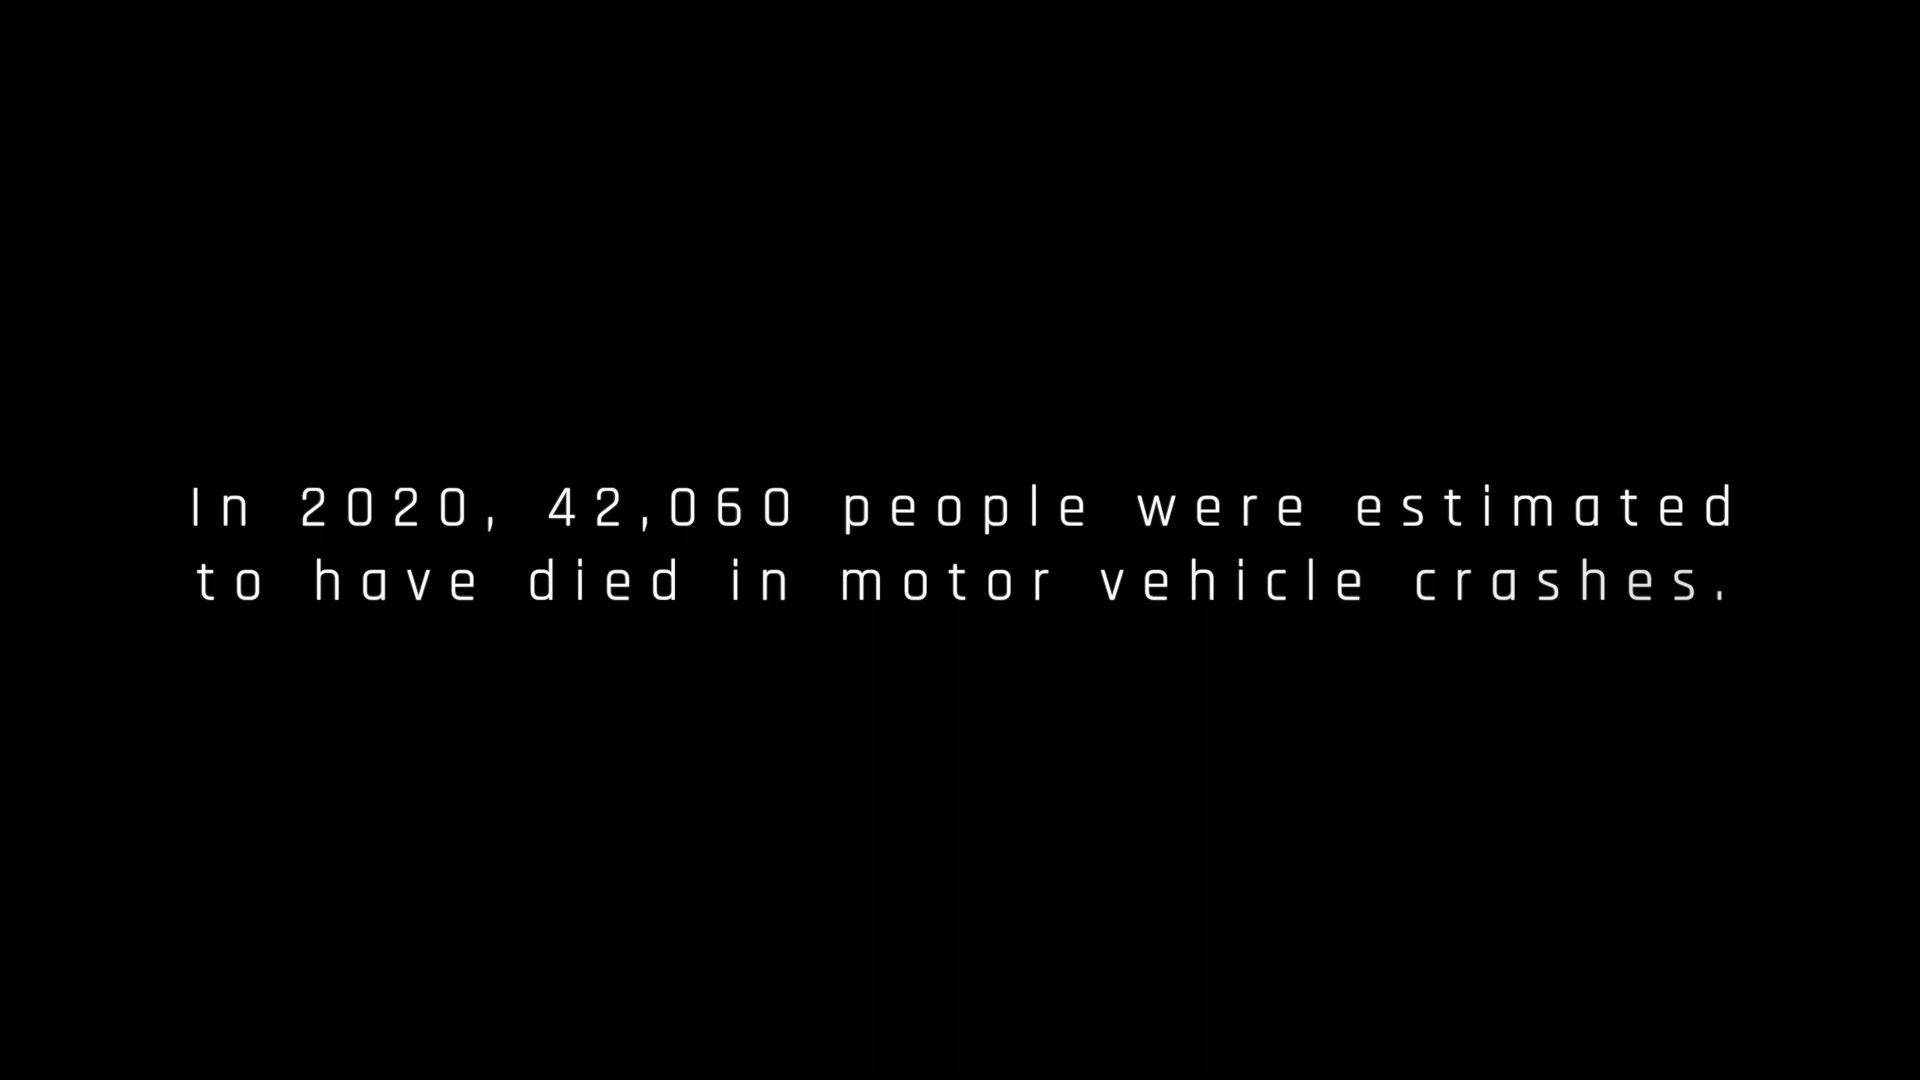 In 2020, 42,060 people were estimated
to have died in motor vehicle crashes.